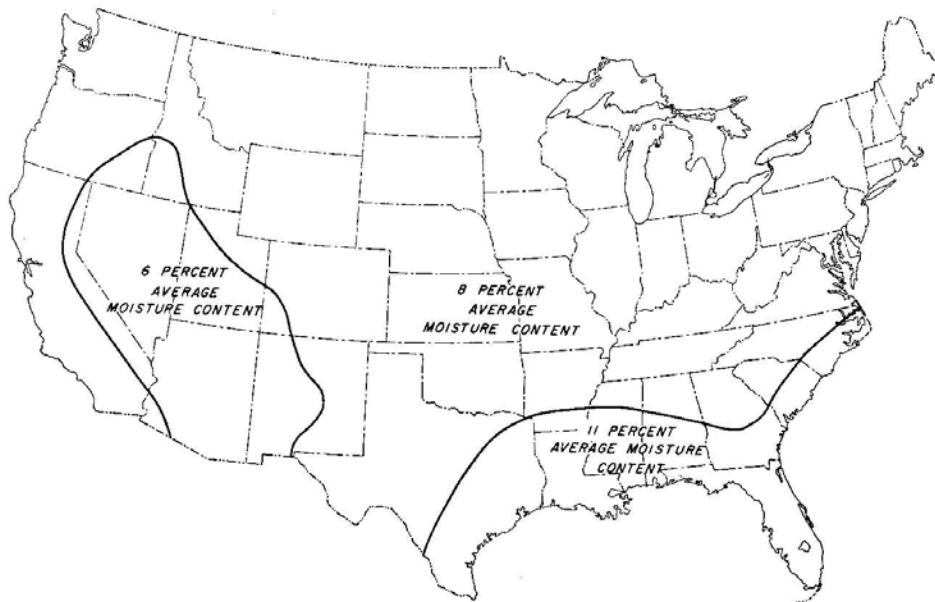 6 PERCENT
AVERAGE
MOISTURE CONTENT
8 PERCENT
AVERAGE
MOISTURE CONTENT
11 PERCENT
AVERAGE MOISTURE
CONTENT